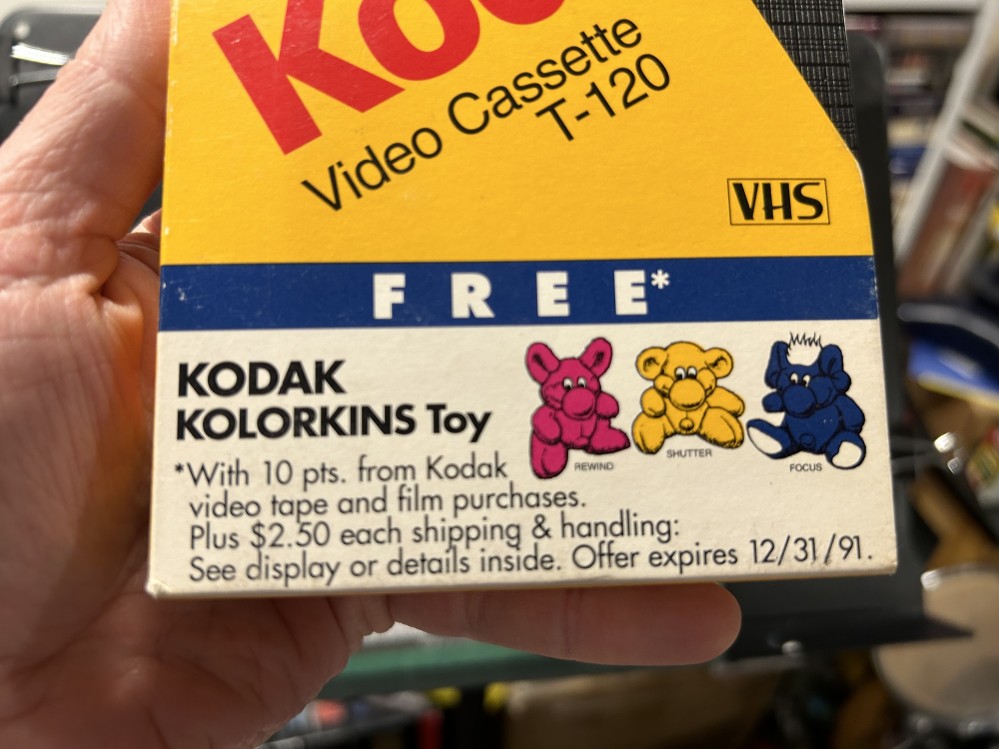 Video Cassette
T-120
VHS
FREE*
KODAK
KOLORKINS Toy
*With 10 pts. from Kodak
video tape and film purchases.
Plus $2.50 each shipping & handling:
See display or details inside. Offer expires 12/31/91.
REWIND
SHUTTER
FOCUS